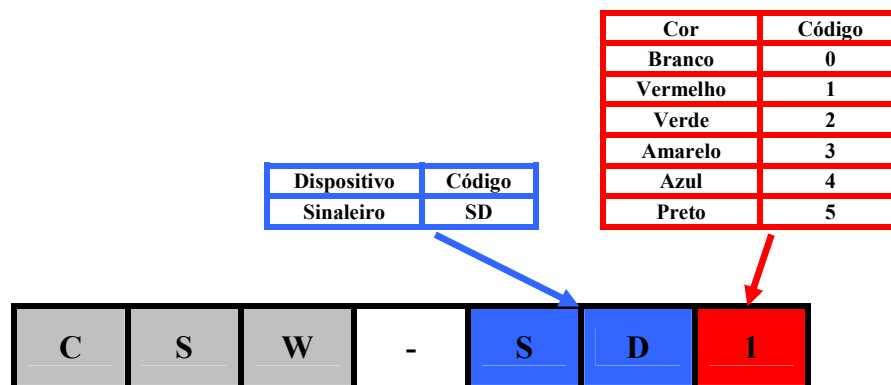 Cor Código
Branco 0
Vermelho 1
Verde 2
Amarelo 3
Azul 4
Preto 5
Dispositivo Código
Sinaleiro SD
C S W - S D 1